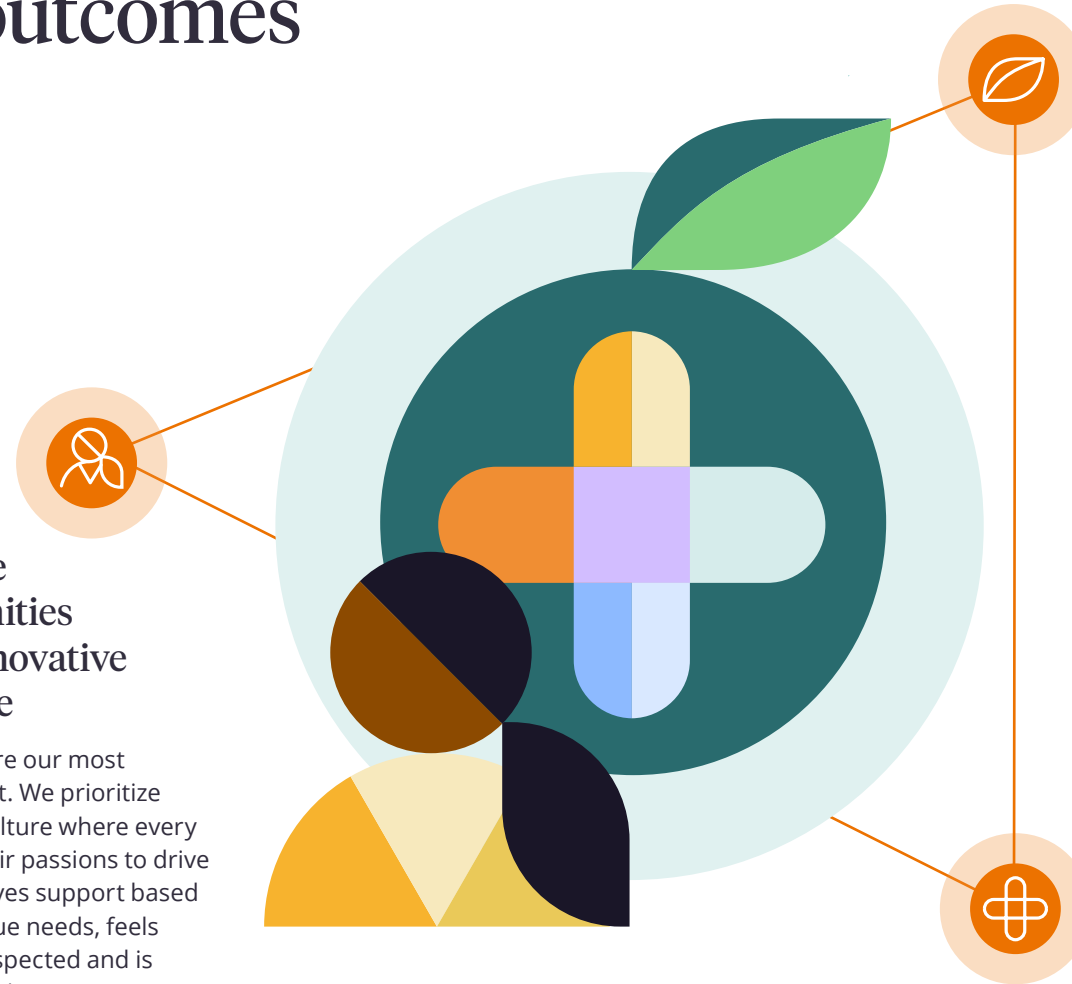 outcomes
e
nities
novative
e
re our most
t. We prioritize
lture where every
ir passions to drive
ves support based
ue needs, feels
spected and is